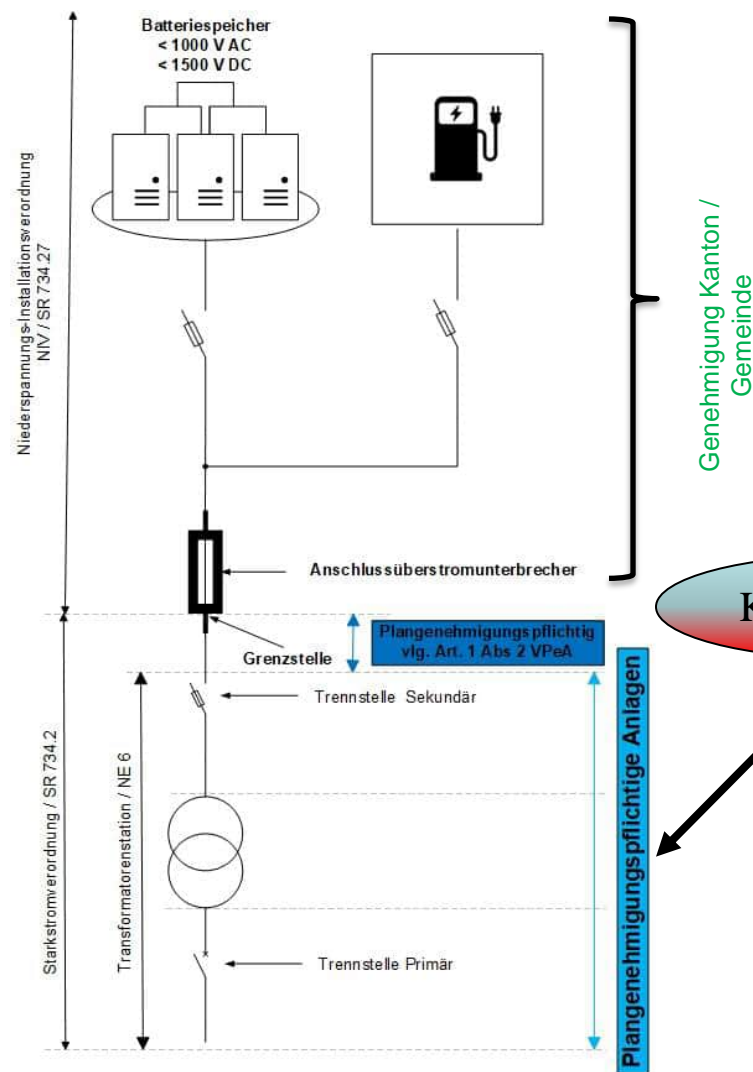 Batteriespeicher
< 1000 V AC
< 1500 V DC
Niederspannungs-Installationsverordnung
NIV / SR 734.27
Genehmigung Kanton /
Gemeinde
Anschlussüberstromunterbrecher
K
Grenzstelle
Plangenehmigungspflichtig
vlg. Art. 1 Abs 2 VPeA
Trennstelle Sekundär
Starkstromverordnung / SR 734.2
Transformatorenstation / NE 6
Plangenehmigungspflichtige Anlagen
Trennstelle Primär